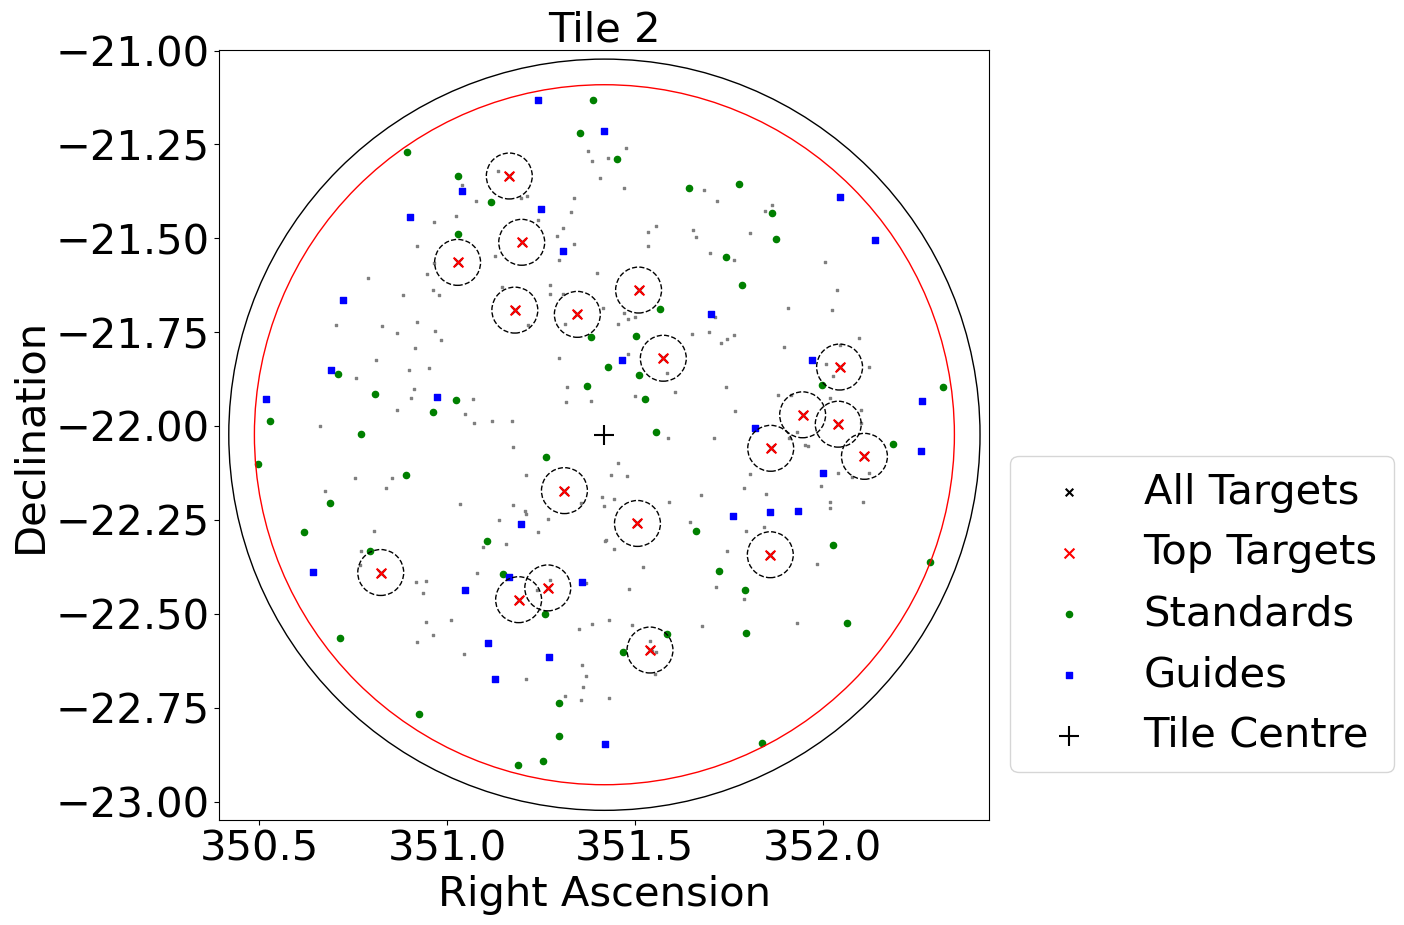 Tile 2
−21.00
−21.25
−21.50
−21.75
−22.00
−22.25
−22.50
−22.75
−23.00
Declination
350.5 351.0 351.5 352.0
Right Ascension
All Targets
Top Targets
Standards
Guides
Tile Centre